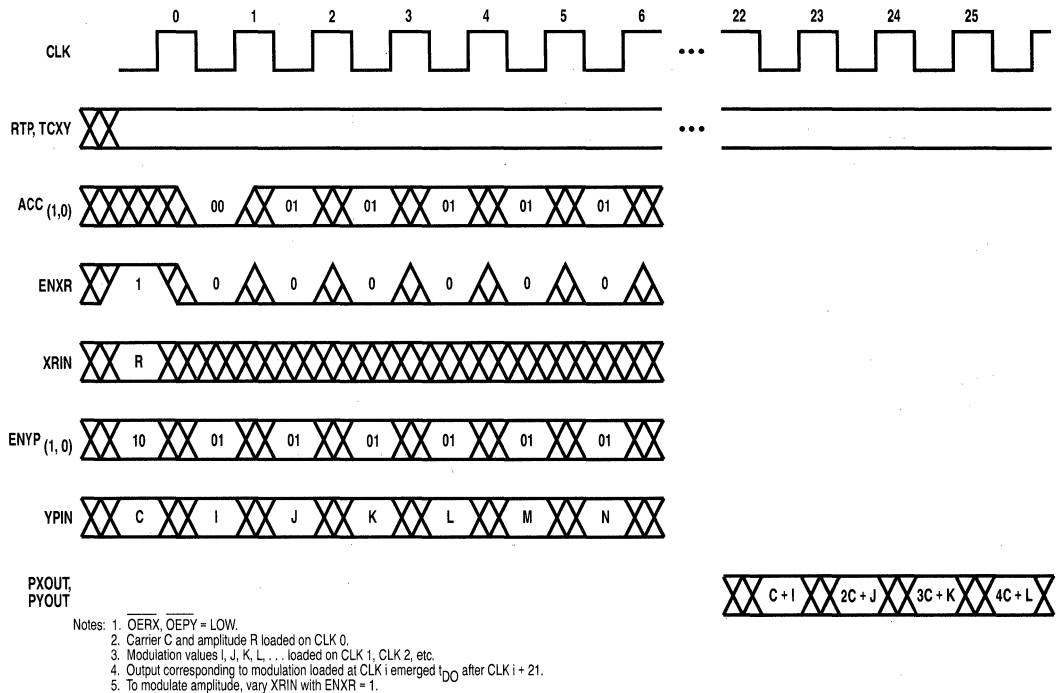 0 1 2 3 4 5 6 22 23 24 25
CLK
•••
RTP, TCXY
•••
ACC (1,0) 00 01 01 01 01 01
ENXR 1 0 0 0 0 0 0
XRIN R
ENYP (1, 0) 10 01 01 01 01 01 01
YPIN C I J K L M N
PXOUT,
PYOUT
C + I 2C + J 3C + K 4C + L
Notes: 1. OERX, OEPY = LOW.
2. Carrier C and amplitude R loaded on CLK 0.
3. Modulation values I, J, K, L, . . . loaded on CLK 1, CLK 2, etc.
4. Output corresponding to modulation loaded at CLK i emerged tDO after CLK i + 21.
5. To modulate amplitude, vary XRIN with ENXR = 1.